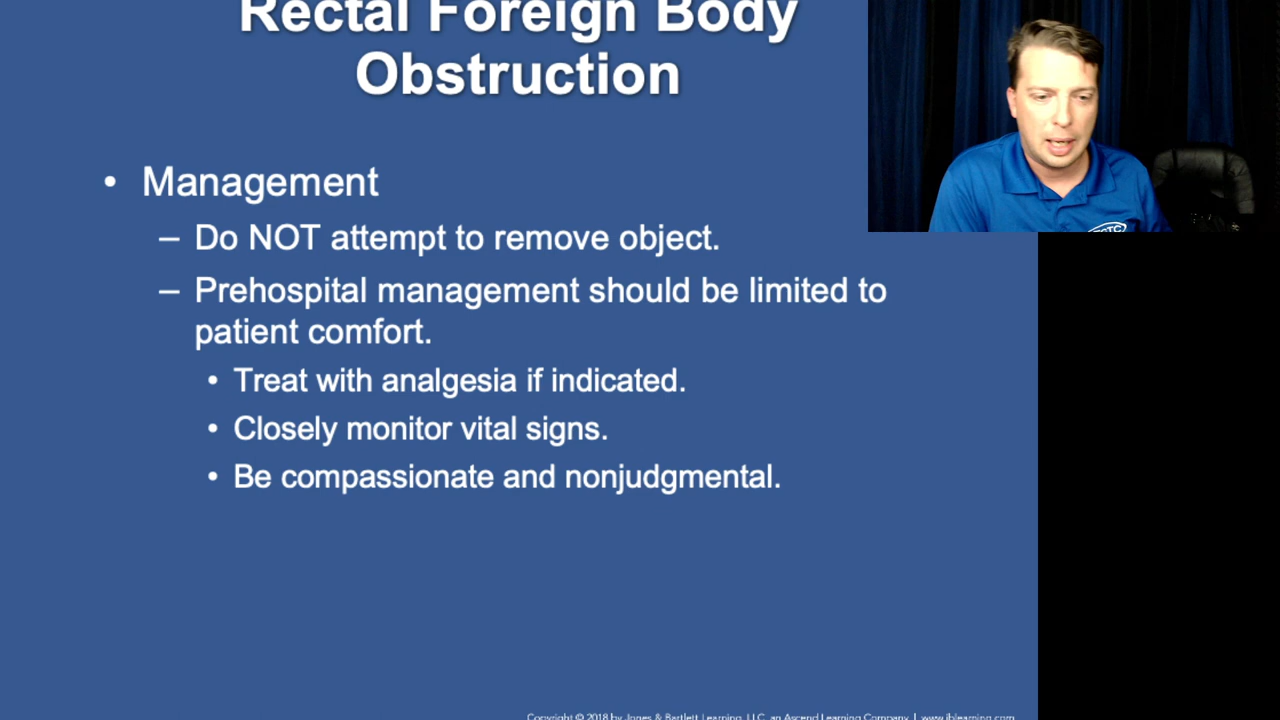 Rectal Foreign Body
Obstruction
• Management
– Do NOT attempt to remove object.
– Prehospital management should be limited to
patient comfort.
• Treat with analgesia if indicated.
• Closely monitor vital signs.
• Be compassionate and nonjudgmental.
Copyright © 2018 by Jones & Bartlett Learning, LLC, an Ascend Learning Company | www.jblearning.com